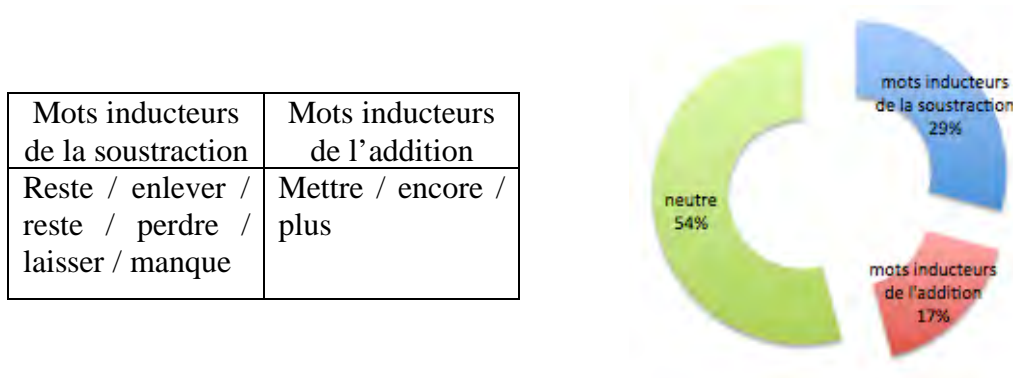 Mots inducteurs
de la soustraction
Mots inducteurs
de l'addition
Reste / enlever /
reste / perdre /
laisser / manque
Mettre / encore /
plus
mots inducteurs
de la soustraction
29%
neutre
54%
mots inducteurs
de l'addition
17%